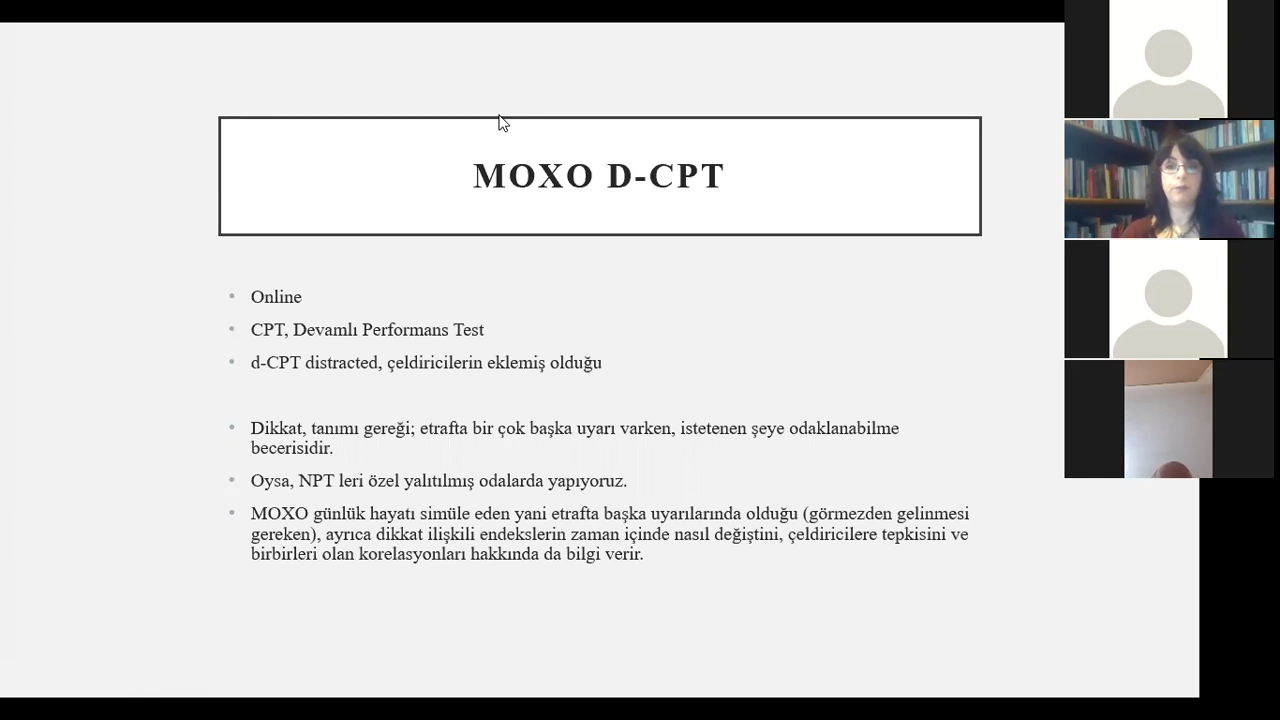 MOXO D-CPT
• Online
• CPT, Devamlı Performans Test
• d-CPT distracted, çeldiricilerin eklemiş olduğu
• Dikkat, tanımı gereği; etrafta bir çok başka uyarı varken, istetenen şeye odaklanabilme
becerisidir.
• Oysa, NPT leri özel yalıtılmış odalarda yapıyoruz.
• MOXO günlük hayatı simüle eden yani etrafta başka uyarılarında olduğu (görmezden gelinmesi
gereken), ayrıca dikkat ilişkili endekslerin zaman içinde nasıl değiştini, çeldiricilere tepkisini ve
birbirleri olan korelasyonları hakkında da bilgi verir.